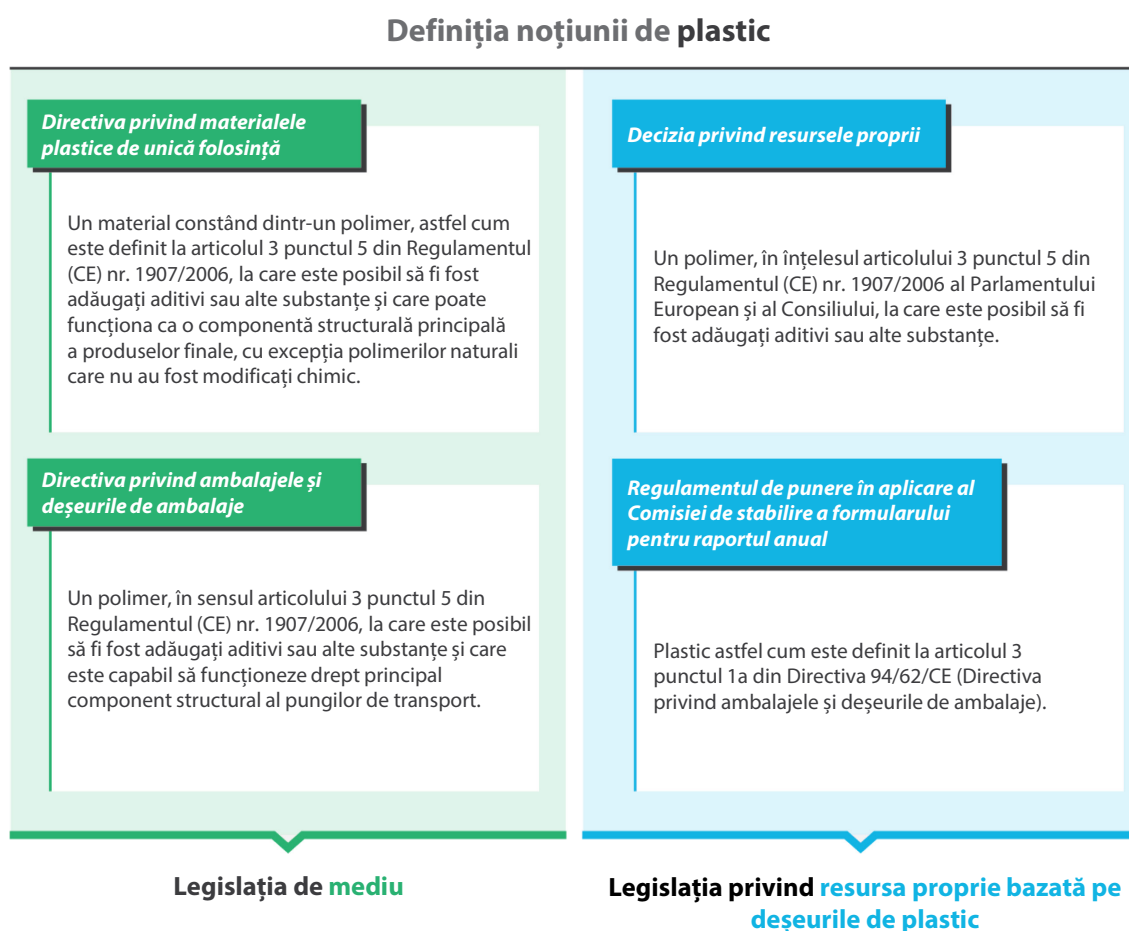 Definiția noțiunii de plastic
Directiva privind materialele
plastice de unică folosință
Un material constând dintr-un polimer, astfel cum
este definit la articolul 3 punctul 5 din Regulamentul
(CE) nr. 1907/2006, la care este posibil să fi fost
adăugați aditivi sau alte substanțe și care poate
funcționa ca o componentă structurală principală
a produselor finale, cu excepția polimerilor naturali
care nu au fost modificați chimic.
Directiva privind ambalajele și
deșeurile de ambalaje
Un polimer, în sensul articolului 3 punctul 5 din
Regulamentul (CE) nr. 1907/2006, la care este posibil
să fi fost adăugați aditivi sau alte substanțe și care
este capabil să funcționeze drept principal
component structural al pungilor de transport.
Legislația de mediu
Decizia privind resursele proprii
Un polimer, în înțelesul articolului 3 punctul 5 din
Regulamentul (CE) nr. 1907/2006 al Parlamentului
European și al Consiliului, la care este posibil să fi
fost adăugați aditivi sau alte substanțe.
Regulamentul de punere în aplicare al
Comisiei de stabilire a formularului
pentru raportul anual
Plastic astfel cum este definit la articolul 3
punctul 1a din Directiva 94/62/CE (Directiva
privind ambalajele și deșeurile de ambalaje).
Legislația privind resursa proprie bazată pe
deșeurile de plastic